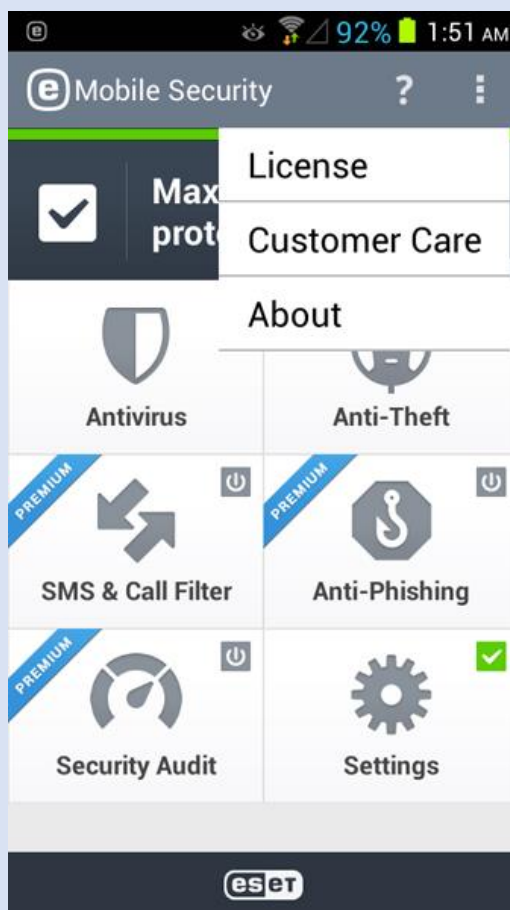 e
92% 1:51 AM
e Mobile Security ? 
License
Max
prot
Customer Care
About
Antivirus
Anti-Theft
PREMIUM
PREMIUM
SMS & Call Filter
Anti-Phishing
PREMIUM
Security Audit
Settings
eset